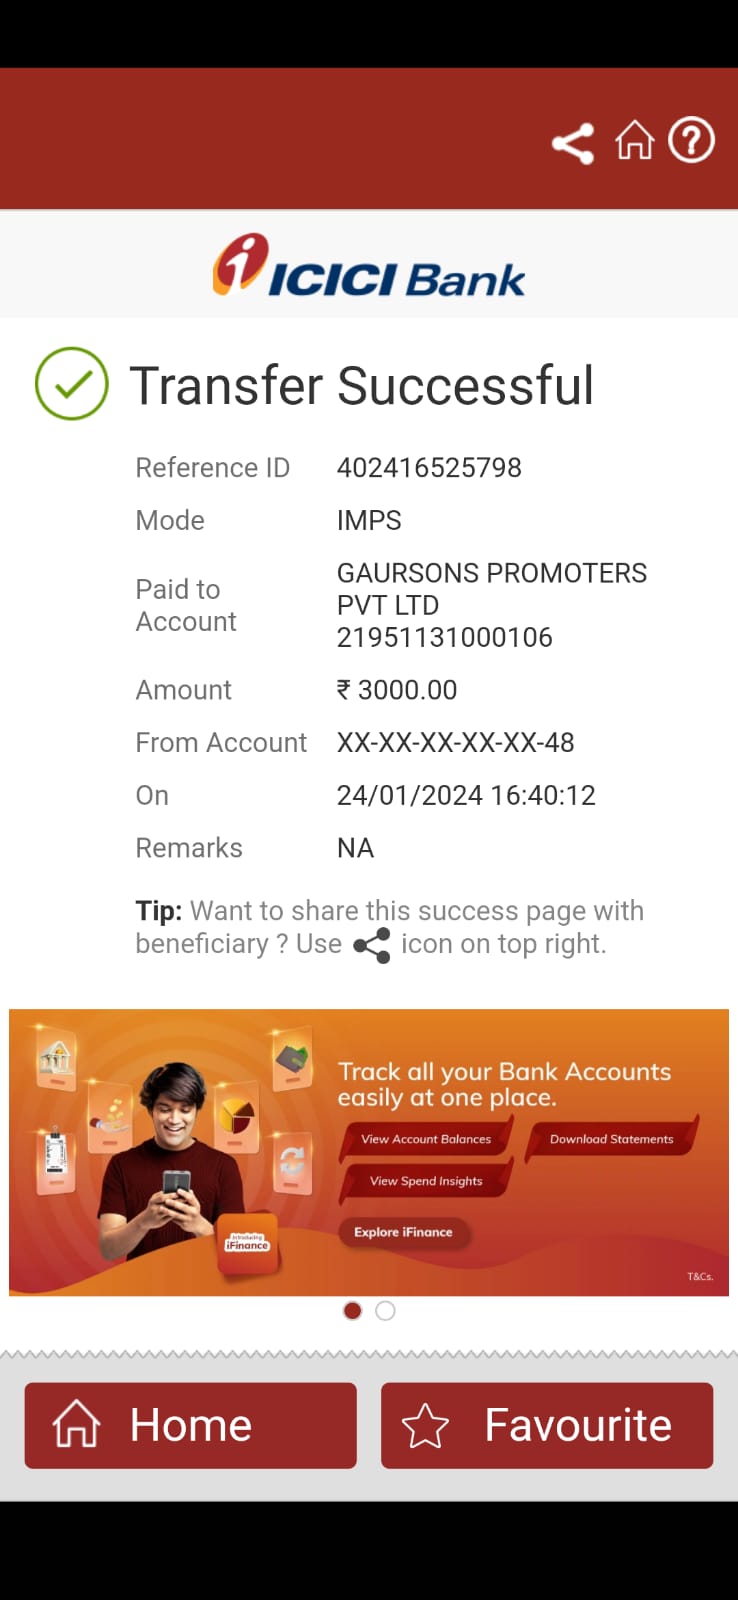 ICICI Bank
Transfer Successful
Reference ID 402416525798
Mode IMPS
Paid to Account GAURSONS PROMOTERS
PVT LTD
21951131000106
Amount ₹ 3000.00
From Account XX-XX-XX-XX-XX-48
On 24/01/2024 16:40:12
Remarks NA
Tip: Want to share this success page with
beneficiary ? Use icon on top right.
Track all your Bank Accounts
easily at one place.
View Account Balances Download Statements
View Spend Insights
Explore iFinance
Introducing
iFinance
T&Cs.
Home Favourite